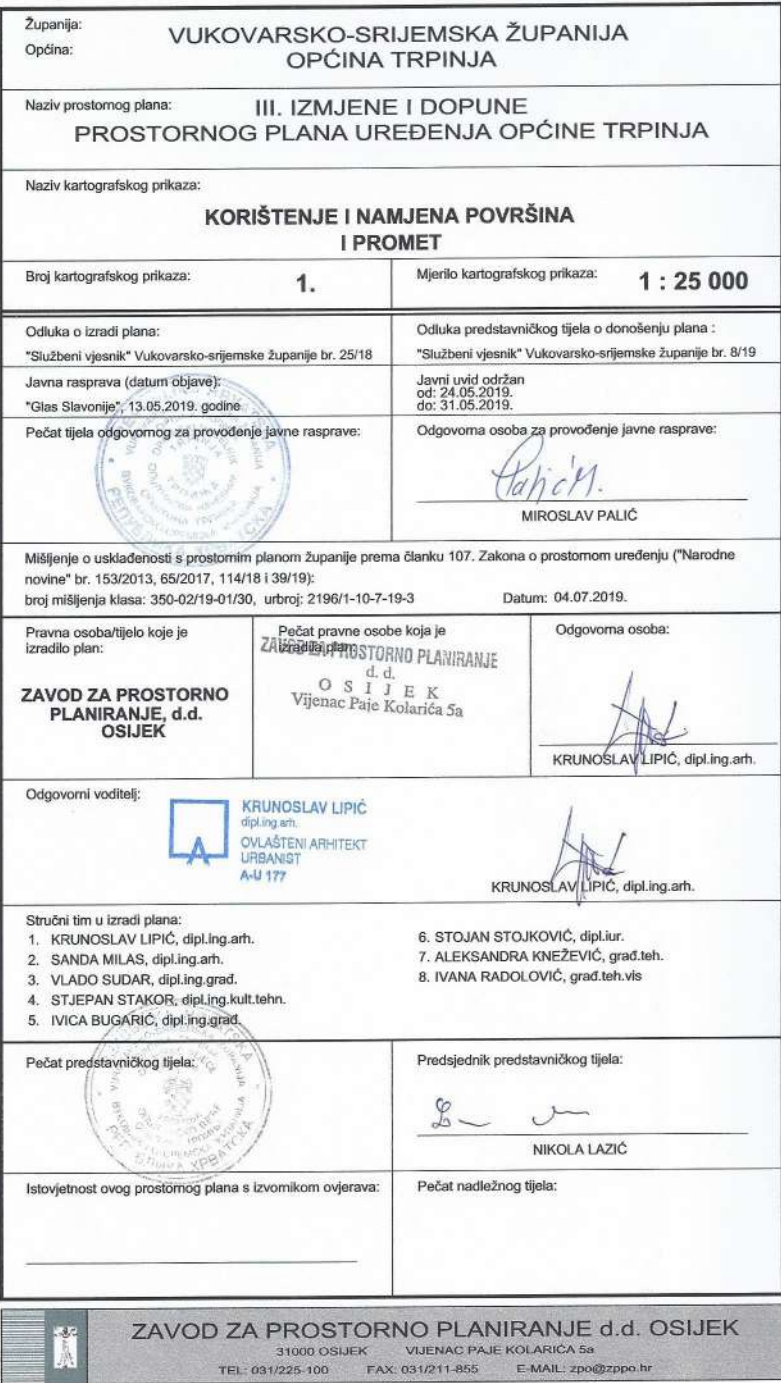 Županija:
VUKOVARSKO-SRIJEMSKA ŽUPANIJA
Općina:
OPĆINA TRPINJA
Naziv prostornog plana:
III. IZMJENE I DOPUNE
PROSTORNOG PLANA UREĐENJA OPĆINE TRPINJA
Naziv kartografskog prikaza:
KORIŠTENJE I NAMJENA POVRŠINA
I PROMET
Broj kartografskog prikaza:
1.
Mjerilo kartografskog prikaza:
1 : 25 000
Odluka o izradi plana:
"Službeni vjesnik" Vukovarsko-srijemske županije br. 25/18
Odluka predstavničkog tijela o donošenju plana :
"Službeni vjesnik" Vukovarsko-srijemske županije br. 8/19
Javna rasprava (datum objave):
"Glas Slavonije", 13.05.2019. godine
Javni uvid održan
od: 24.05.2019.
do: 31.05.2019.
Pečat tijela odgovornog za provođenje javne rasprave:
Odgovorna osoba za provođenje javne rasprave:
Palić M.
MIROSLAV PALIĆ
Mišljenje o usklađenosti s prostornim planom županije prema članku 107. Zakona o prostornom uređenju ("Narodne
novine" br. 153/2013, 65/2017, 114/18 i 39/19):
broj mišljenja klasa: 350-02/19-01/30, urbroj: 2196/1-10-7-19-3
Datum: 04.07.2019.
Pravna osoba/tijelo koje je
izradilo plan:
ZAVOD ZA PROSTORNO
PLANIRANJE, d.d.
OSIJEK
Pečat pravne osobe koja je
izradila plan:
ZAVOD ZA PROSTORNO PLANIRANJE
d. d.
O S I J E K
Vijenac Paje Kolarića 5a
Odgovorna osoba:
KRUNOSLAV LIPIĆ, dipl.ing.arh.
Odgovorni voditelj:
KRUNOSLAV LIPIĆ
dipl.ing.arh.
OVLAŠTENI ARHITEKT
URBANIST
A-U 177
KRUNOSLAV LIPIĆ, dipl.ing.arh.
Stručni tim u izradi plana:
1. KRUNOSLAV LIPIĆ, dipl.ing.arh.
2. SANDA MILAS, dipl.ing.arh.
3. VLADO SUDAR, dipl.ing.građ.
4. STJEPAN STAKOR, dipl.ing.kult.tehn.
5. IVICA BUGARIĆ, dipl.ing.građ.
6. STOJAN STOJKOVIĆ, dipl.iur.
7. ALEKSANDRA KNEŽEVIĆ, građ.teh.
8. IVANA RADOLOVIĆ, građ.teh.vis
Pečat predstavničkog tijela:
Predsjednik predstavničkog tijela:
NIKOLA LAZIĆ
Istovjetnost ovog prostornog plana s izvornikom ovjerava:
Pečat nadležnog tijela:
ZAVOD ZA PROSTORNO PLANIRANJE d.d. OSIJEK
31000 OSIJEK VIJENAC PAJE KOLARIĆA 5a
TEL: 031/225-100 FAX: 031/211-855 E-MAIL: zpo@zppo.hr